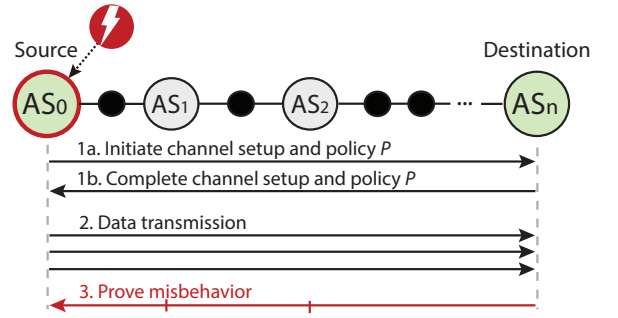 Source
Destination
AS0
AS1
AS2
...
ASn
1a. Initiate channel setup and policy P
1b. Complete channel setup and policy P
2. Data transmission
3. Prove misbehavior